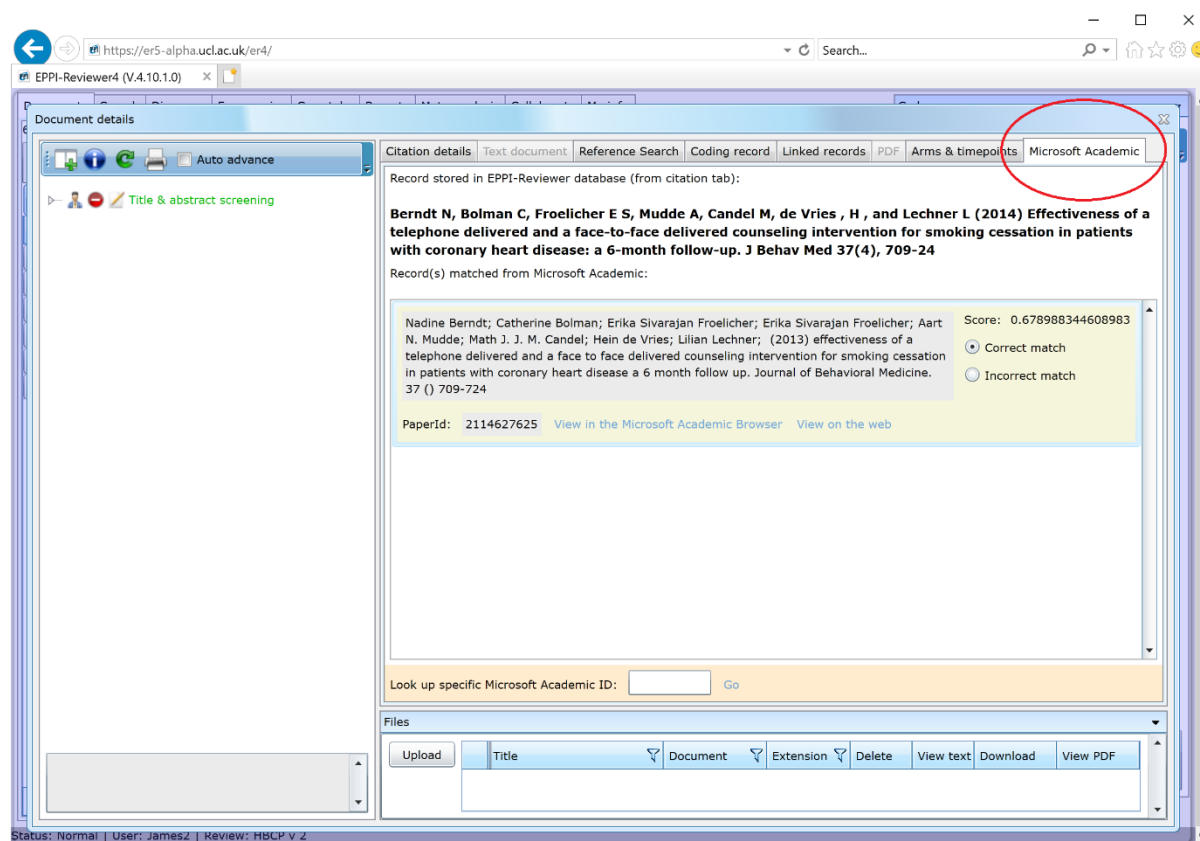 https://er5-alpha.ucl.ac.uk/er4/
Search...
EPPI-Reviewer4 (V.4.10.1.0)
Document details
Auto advance
Title & abstract screening
Citation details Text document Reference Search Coding record Linked records PDF Arms & timepoints Microsoft Academic
Record stored in EPPI-Reviewer database (from citation tab):
Berndt N, Bolman C, Froelicher E S, Mudde A, Candel M, de Vries , H , and Lechner L (2014) Effectiveness of a
telephone delivered and a face-to-face delivered counseling intervention for smoking cessation in patients
with coronary heart disease: a 6-month follow-up. J Behav Med 37(4), 709-24
Record(s) matched from Microsoft Academic:
Nadine Berndt; Catherine Bolman; Erika Sivarajan Froelicher; Erika Sivarajan Froelicher; Aart
N. Mudde; Math J. J. M. Candel; Hein de Vries; Lilian Lechner; (2013) effectiveness of a
telephone delivered and a face to face delivered counseling intervention for smoking cessation
in patients with coronary heart disease a 6 month follow up. Journal of Behavioral Medicine.
37 () 709-724
Score: 0.678988344608983
Correct match
Incorrect match
PaperId: 2114627625 View in the Microsoft Academic Browser View on the web
Look up specific Microsoft Academic ID: Go
Files
Upload Title Document Extension Delete View text Download View PDF
Status: Normal | User: James2 | Review: HBCP v 2